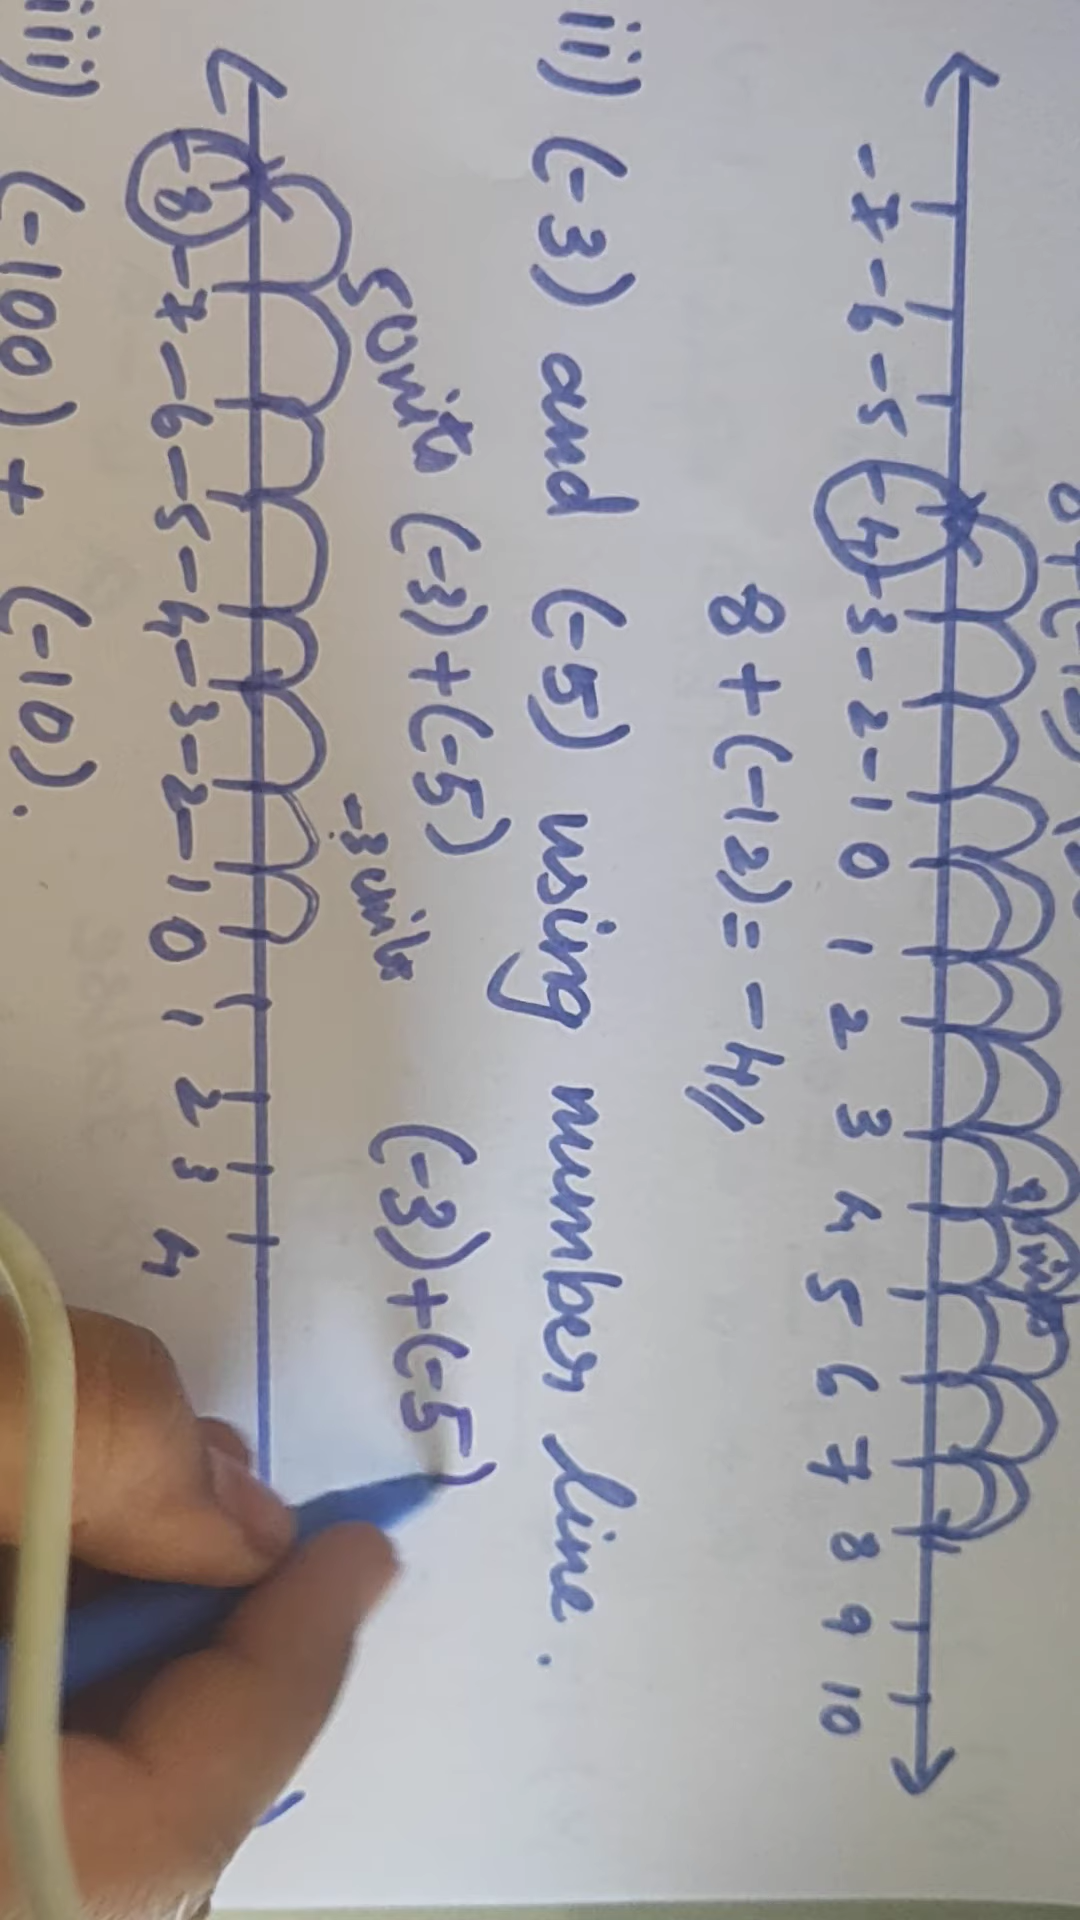 8+(-12)
8 units
-7 -6 -5 -4 -3 -2 -1 0 1 2 3 4 5 6 7 8 9 10
8 + (-12) = -4//
ii) (-3) and (-5) using number line.
5 units (-3)+(-5) (-3)+(-5)
-3 units
-8 -7 -6 -5 -4 -3 -2 -1 0 1 2 3 4
iii) (-100) + (-10).